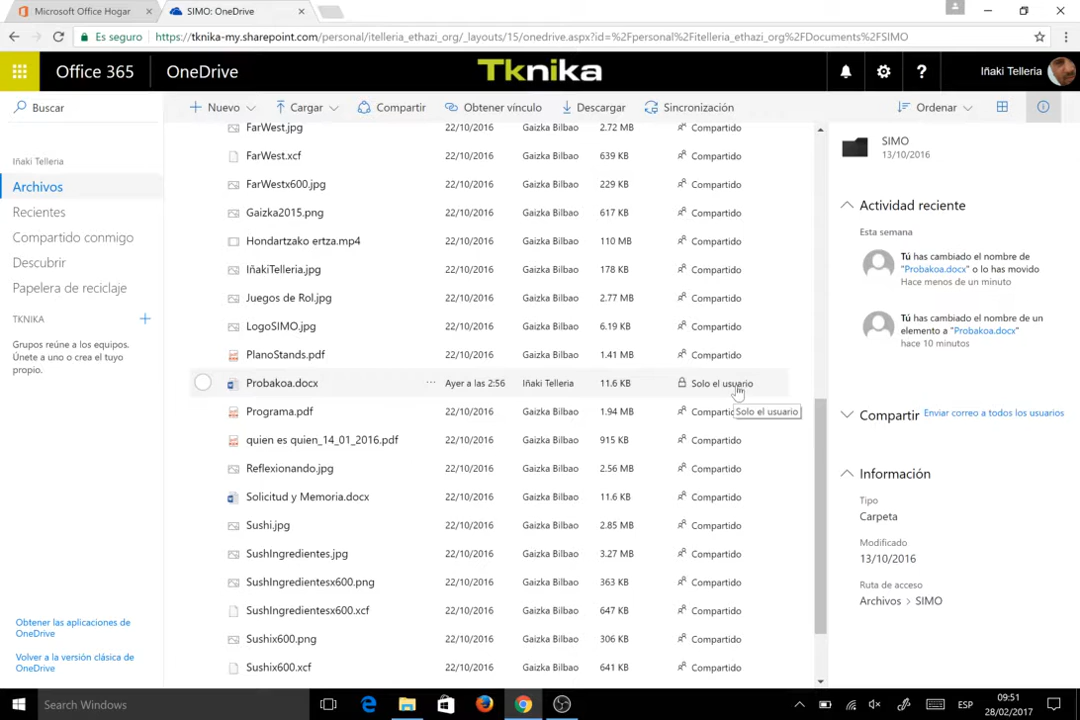 Microsoft Office Hogar
SIMO: OneDrive
Es seguro
https://tknika-my.sharepoint.com/personal/itelleria_ethazi_org/_layouts/15/onedrive.aspx?id=%2Fpersonal%2Fitelleria_ethazi_org%2FDocuments%2FSIMO
Office 365
OneDrive
Tknika
Iñaki Telleria
Buscar
Nuevo
Cargar
Compartir
Obtener vínculo
Descargar
Sincronización
Ordenar
Iñaki Telleria
Archivos
Recientes
Compartido conmigo
Descubrir
Papelera de reciclaje
TKNIKA
Grupos reúne a los equipos.
Únete a uno o crea el tuyo
propio.
Obtener las aplicaciones de
OneDrive
Volver a la versión clásica de
OneDrive
FarWest.jpg 22/10/2016 Gaizka Bilbao 2.72 MB Compartido
FarWest.xcf 22/10/2016 Gaizka Bilbao 639 KB Compartido
FarWestx600.jpg 22/10/2016 Gaizka Bilbao 229 KB Compartido
Gaizka2015.png 22/10/2016 Gaizka Bilbao 617 KB Compartido
Hondartzako ertza.mp4 22/10/2016 Gaizka Bilbao 110 MB Compartido
IñakiTelleria.jpg 22/10/2016 Gaizka Bilbao 178 KB Compartido
Juegos de Rol.jpg 22/10/2016 Gaizka Bilbao 2.77 MB Compartido
LogoSIMO.jpg 22/10/2016 Gaizka Bilbao 6.19 KB Compartido
PlanoStands.pdf 22/10/2016 Gaizka Bilbao 1.41 MB Compartido
Probakoa.docx ... Ayer a las 2:56 Iñaki Telleria 11.6 KB Solo el usuario
Programa.pdf 22/10/2016 Gaizka Bilbao 1.94 MB
Solo el usuario
quien es quien_14_01_2016.pdf 22/10/2016 Gaizka Bilbao 915 KB Compartido
Reflexionando.jpg 22/10/2016 Gaizka Bilbao 2.56 MB Compartido
Solicitud y Memoria.docx 22/10/2016 Gaizka Bilbao 11.6 KB Compartido
Sushi.jpg 22/10/2016 Gaizka Bilbao 2.85 MB Compartido
SushIngredientes.jpg 22/10/2016 Gaizka Bilbao 3.27 MB Compartido
SushIngredientesx600.png 22/10/2016 Gaizka Bilbao 363 KB Compartido
SushIngredientesx600.xcf 22/10/2016 Gaizka Bilbao 647 KB Compartido
Sushix600.png 22/10/2016 Gaizka Bilbao 306 KB Compartido
Sushix600.xcf 22/10/2016 Gaizka Bilbao 641 KB Compartido
SIMO
13/10/2016
Actividad reciente
Esta semana
Tú has cambiado el nombre de
"Probakoa.docx" o lo has movido
Hace menos de un minuto
Tú has cambiado el nombre de un
elemento a "Probakoa.docx"
hace 10 minutos
Compartir Enviar correo a todos los usuarios
Información
Tipo
Carpeta
Modificado
13/10/2016
Ruta de acceso
Archivos > SIMO
Search Windows
ESP
09:51
28/02/2017